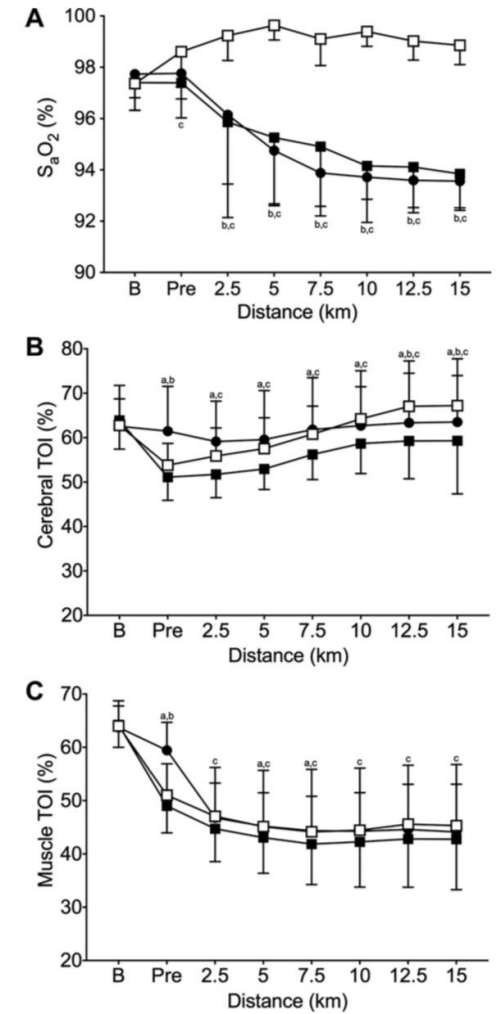 A
100
98
96
94
92
90
SaO2 (%)
c
b,c
b,c
b,c
b,c
b,c
b,c
B Pre 2.5 5 7.5 10 12.5 15
Distance (km)
B
80
70
60
50
40
30
20
Cerebral TOI (%)
a,b
a,c
a,c
a,c
a,c
a,b,c
a,b,c
B Pre 2.5 5 7.5 10 12.5 15
Distance (km)
C
70
60
50
40
30
20
Muscle TOI (%)
a,b
c
a,c
a,c
c
c
c
B Pre 2.5 5 7.5 10 12.5 15
Distance (km)